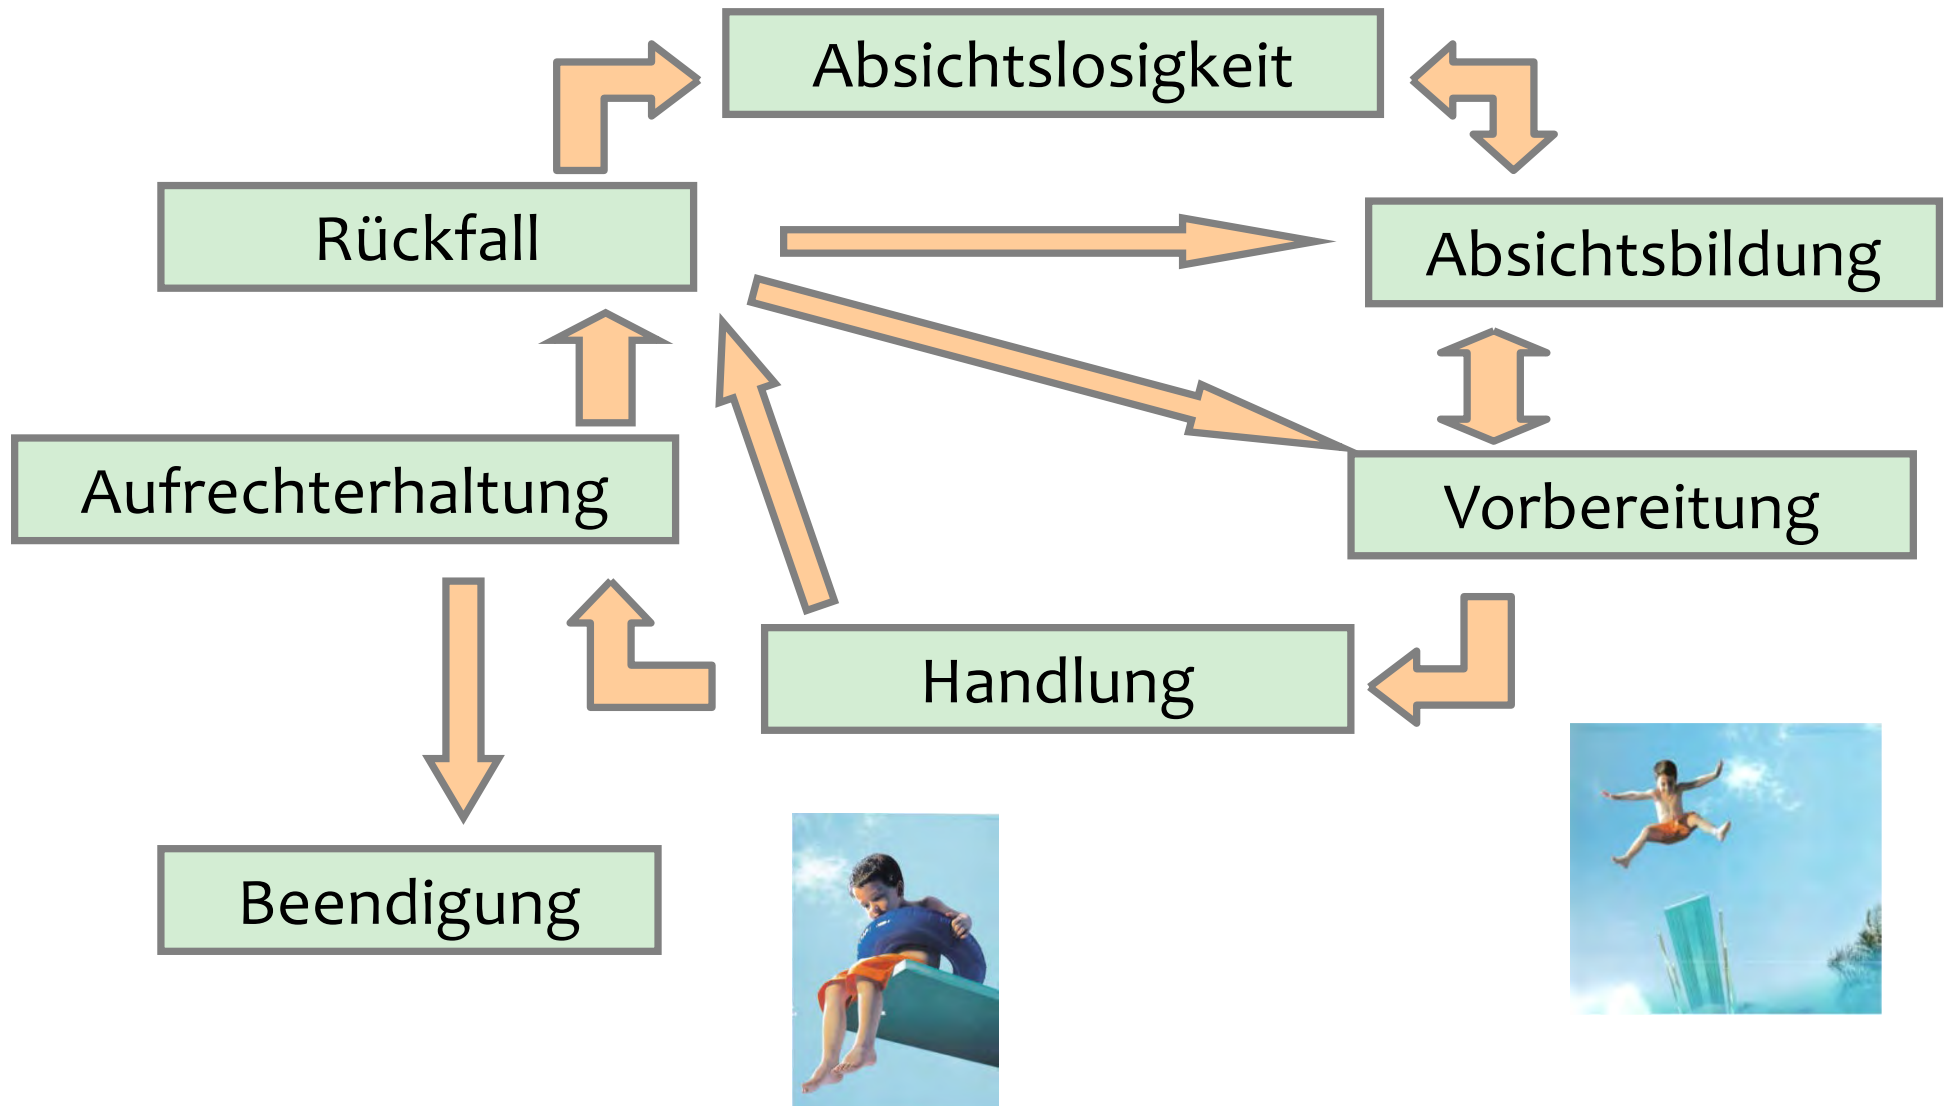 Absichtslosigkeit
Rückfall
Absichtsbildung
Aufrechterhaltung
Vorbereitung
Handlung
Beendigung